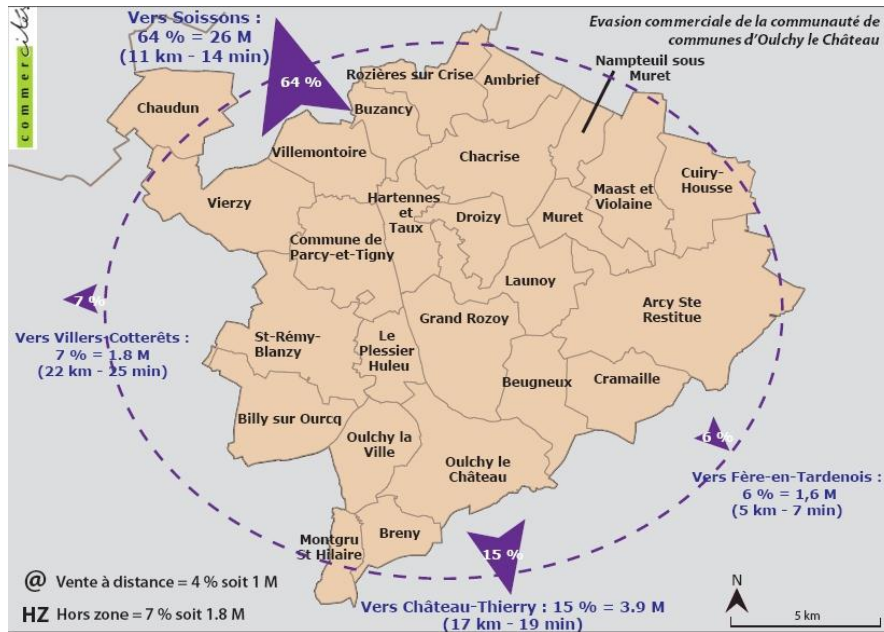 commercités
Evasion commerciale de la communauté de
communes d'Oulchy le Château
Vers Soissons :
64 % = 26 M
(11 km - 14 min)
64 %
Chaudun
Rozières sur Crise
Ambrief
Nampteuil sous
Muret
Buzancy
Villemontoire
Chacrise
Vierzy
Hartennes
et
Taux
Droizy
Muret
Maast et
Violaine
Cuiry-
Housse
Commune de
Parcy-et-Tigny
Launoy
Arcy Ste
Restitue
7 %
Vers Villers Cotterêts :
7 % = 1.8 M
(22 km - 25 min)
St-Rémy-
Blanzy
Le
Plessier
Huleu
Grand Rozoy
Beugneux
Cramaille
Billy sur Ourcq
Oulchy la
Ville
Oulchy le
Château
6 %
Vers Fère-en-Tardenois :
6 % = 1,6 M
(5 km - 7 min)
Montgru
St Hilaire
Breny
15 %
Vers Château-Thierry : 15 % = 3.9 M
(17 km - 19 min)
@ Vente à distance = 4 % soit 1 M
HZ Hors zone = 7 % soit 1.8 M
N
5 km